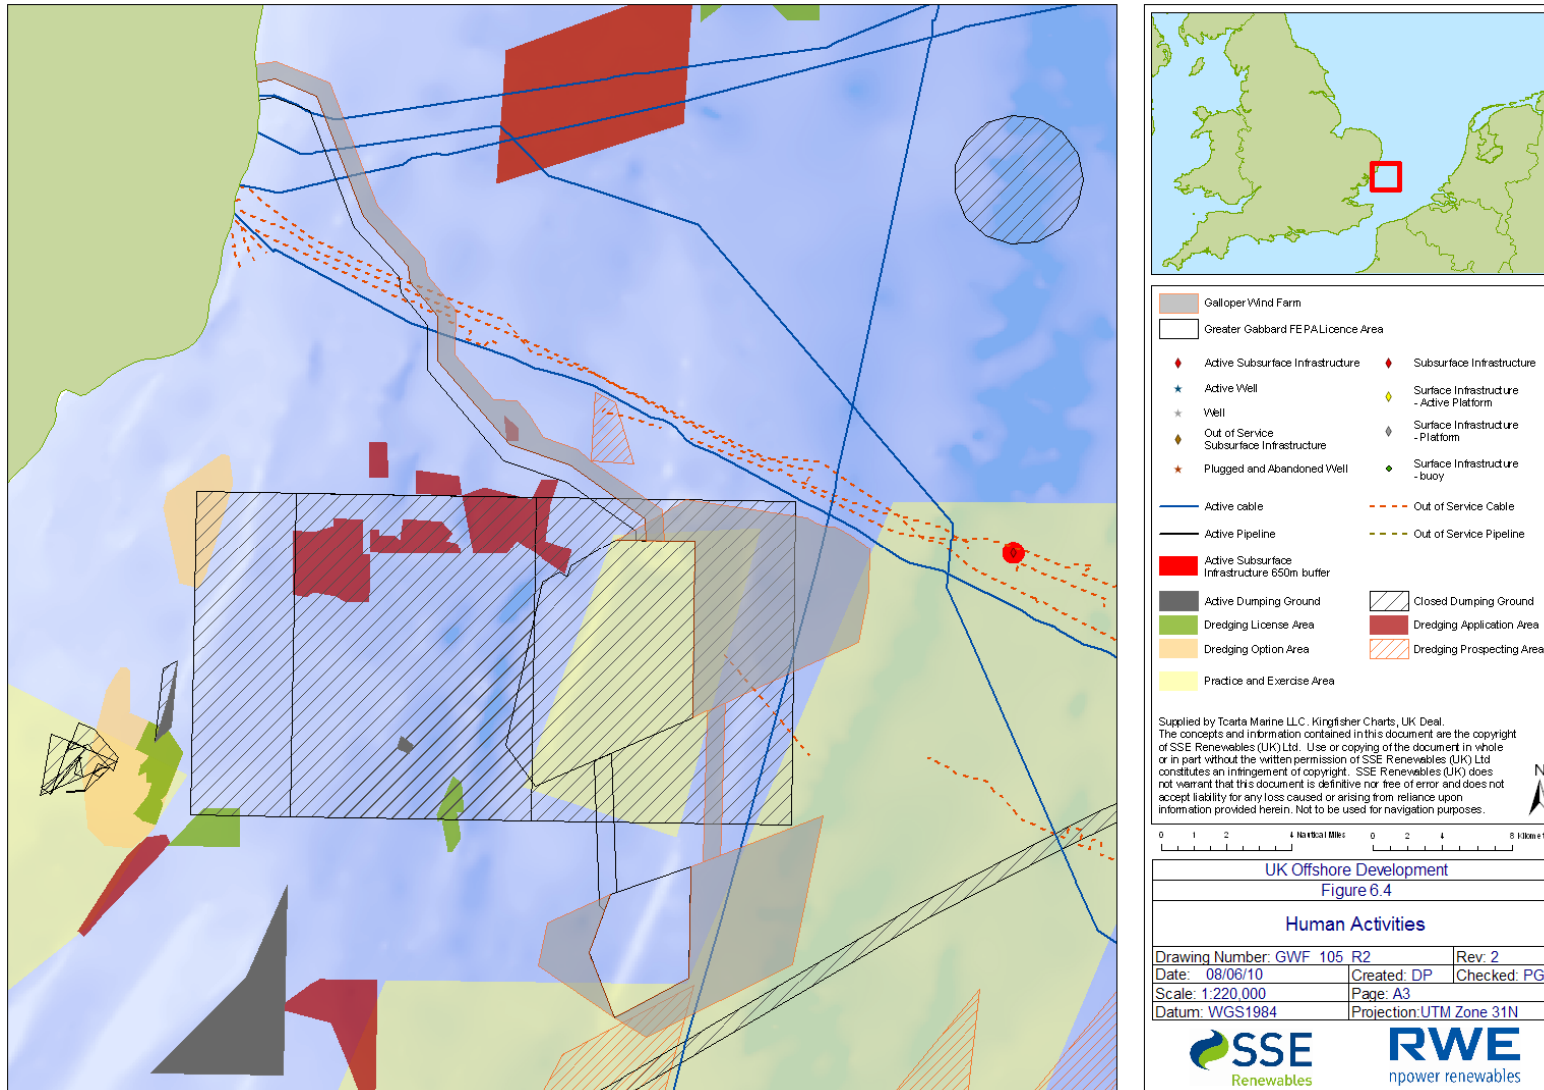 Galloper Wind Farm
Greater Gabbard FEPA Licence Area
Active Subsurface Infrastructure
Subsurface Infrastructure
Active Well
Surface Infrastructure
- Active Platform
Well
Out of Service
Subsurface Infrastructure
Surface Infrastructure
- Platform
Plugged and Abandoned Well
Surface Infrastructure
- buoy
Active cable
Out of Service Cable
Active Pipeline
Out of Service Pipeline
Active Subsurface
Infrastructure 650m buffer
Active Dumping Ground
Closed Dumping Ground
Dredging License Area
Dredging Application Area
Dredging Option Area
Dredging Prospecting Area
Practice and Exercise Area
Supplied by Tcarta Marine LLC. Kingfisher Charts, UK Deal.
The concepts and information contained in this document are the copyright
of SSE Renewables (UK) Ltd. Use or copying of the document in whole
or in part without the written permission of SSE Renewables (UK) Ltd
constitutes an infringement of copyright. SSE Renewables (UK) does
not warrant that this document is definitive nor free of error and does not
accept liability for any loss caused or arising from reliance upon
information provided herein. Not to be used for navigation purposes.
N
0 1 2 4 Nautical Miles
0 2 4 8 Kilomet
UK Offshore Development
Figure 6.4
Human Activities
Drawing Number: GWF_105_R2 Rev: 2
Date: 08/06/10 Created: DP Checked: PG
Scale: 1:220,000 Page: A3
Datum: WGS1984 Projection:UTM Zone 31N
SSE
Renewables
RWE
npower renewables